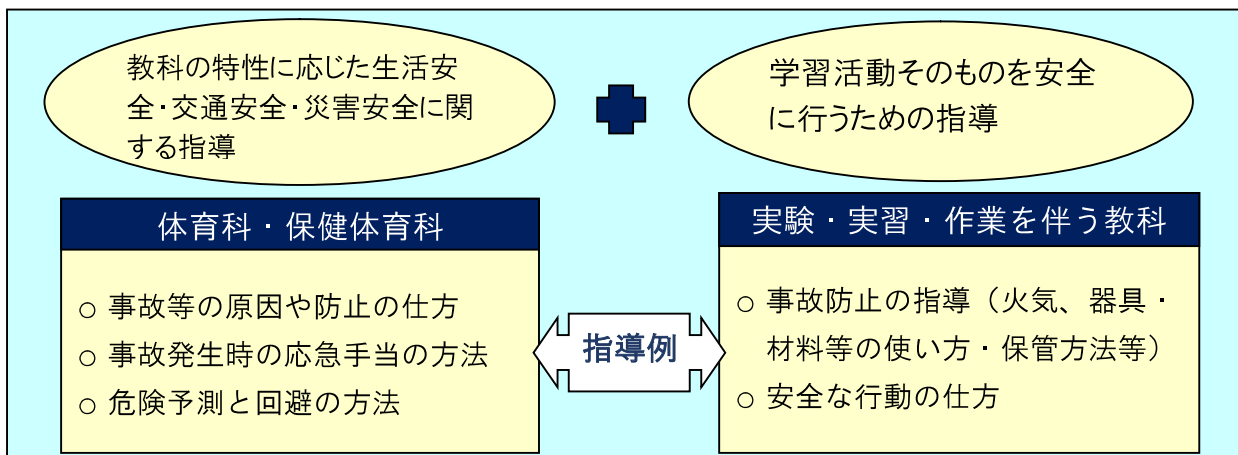 教科の特性に応じた生活安
全・交通安全・災害安全に関
する指導
学習活動そのものを安全
に行うための指導
体育科・保健体育科
○ 事故等の原因や防止の仕方
○ 事故発生時の応急手当の方法
○ 危険予測と回避の方法
指導例
実験・実習・作業を伴う教科
○ 事故防止の指導（火気、器具・
材料等の使い方・保管方法等）
○ 安全な行動の仕方